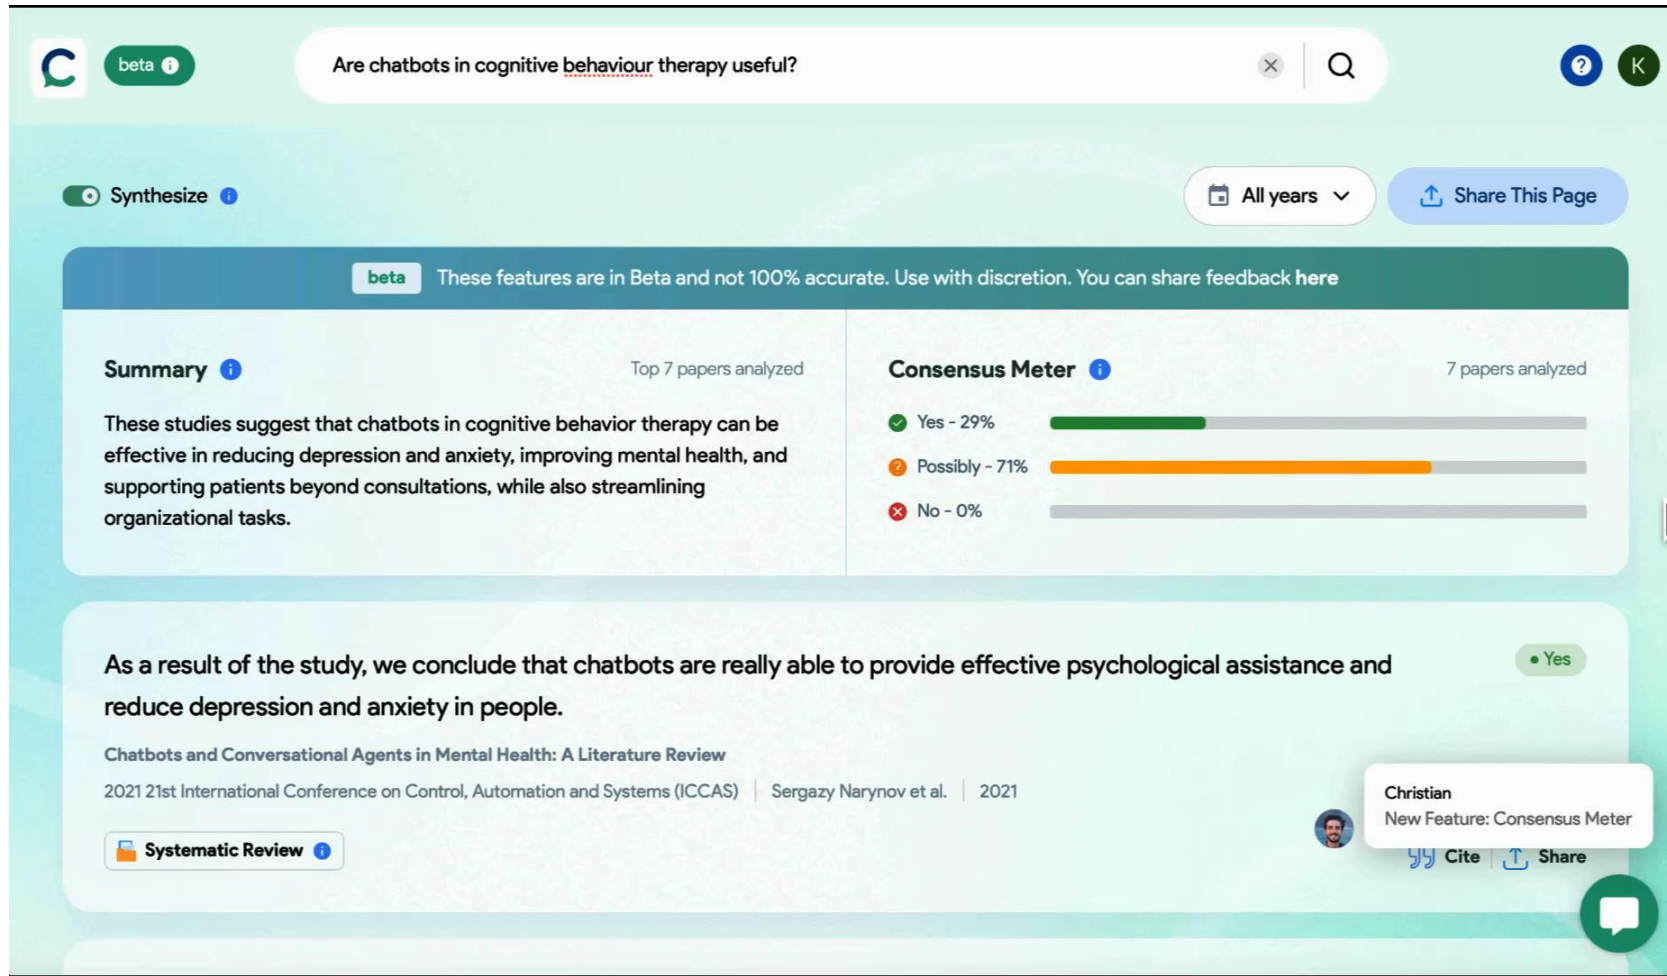 beta
Are chatbots in cognitive behaviour therapy useful?
K
Synthesize
All years
Share This Page
beta These features are in Beta and not 100% accurate. Use with discretion. You can share feedback here
Summary
Top 7 papers analyzed
These studies suggest that chatbots in cognitive behavior therapy can be
effective in reducing depression and anxiety, improving mental health, and
supporting patients beyond consultations, while also streamlining
organizational tasks.
Consensus Meter
7 papers analyzed
Yes - 29%
Possibly - 71%
No - 0%
As a result of the study, we conclude that chatbots are really able to provide effective psychological assistance and
reduce depression and anxiety in people.
Yes
Chatbots and Conversational Agents in Mental Health: A Literature Review
2021 21st International Conference on Control, Automation and Systems (ICCAS) | Sergazy Narynov et al. | 2021
Systematic Review
Christian
New Feature: Consensus Meter
Cite | Share